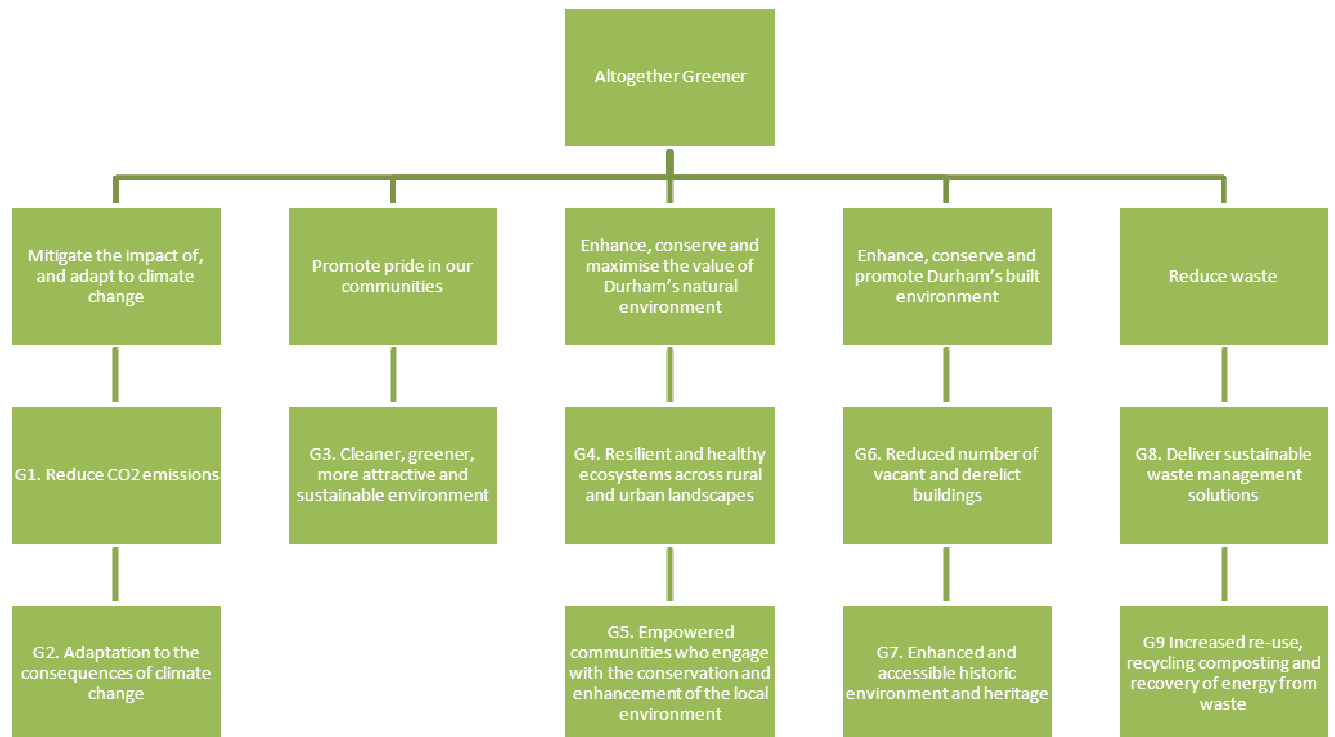 Altogether Greener
Mitigate the impact of,
and adapt to climate
change
Promote pride in our
communities
Enhance, conserve and
maximise the value of
Durham’s natural
environment
Enhance, conserve and
promote Durham’s built
environment
Reduce waste
G1. Reduce CO2 emissions
G3. Cleaner, greener,
more attractive and
sustainable environment
G4. Resilient and healthy
ecosystems across rural
and urban landscapes
G6. Reduced number of
vacant and derelict
buildings
G8. Deliver sustainable
waste management
solutions
G2. Adaptation to the
consequences of climate
change
G5. Empowered
communities who engage
with the conservation and
enhancement of the local
environment
G7. Enhanced and
accessible historic
environment and heritage
G9 Increased re-use,
recycling composting and
recovery of energy from
waste